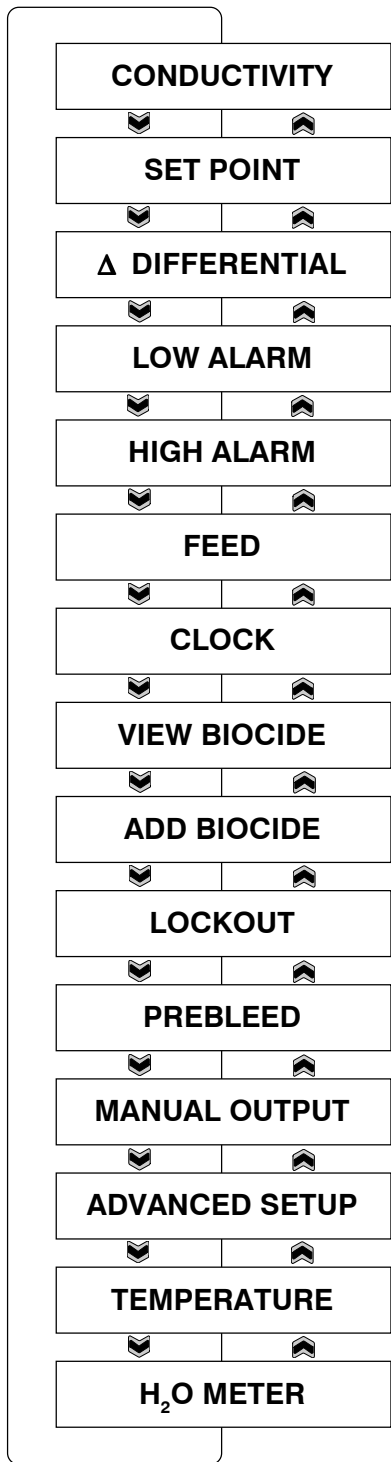 CONDUCTIVITY
SET POINT
Δ DIFFERENTIAL
LOW ALARM
HIGH ALARM
FEED
CLOCK
VIEW BIOCIDE
ADD BIOCIDE
LOCKOUT
PREBLEED
MANUAL OUTPUT
ADVANCED SETUP
TEMPERATURE
H₂O METER